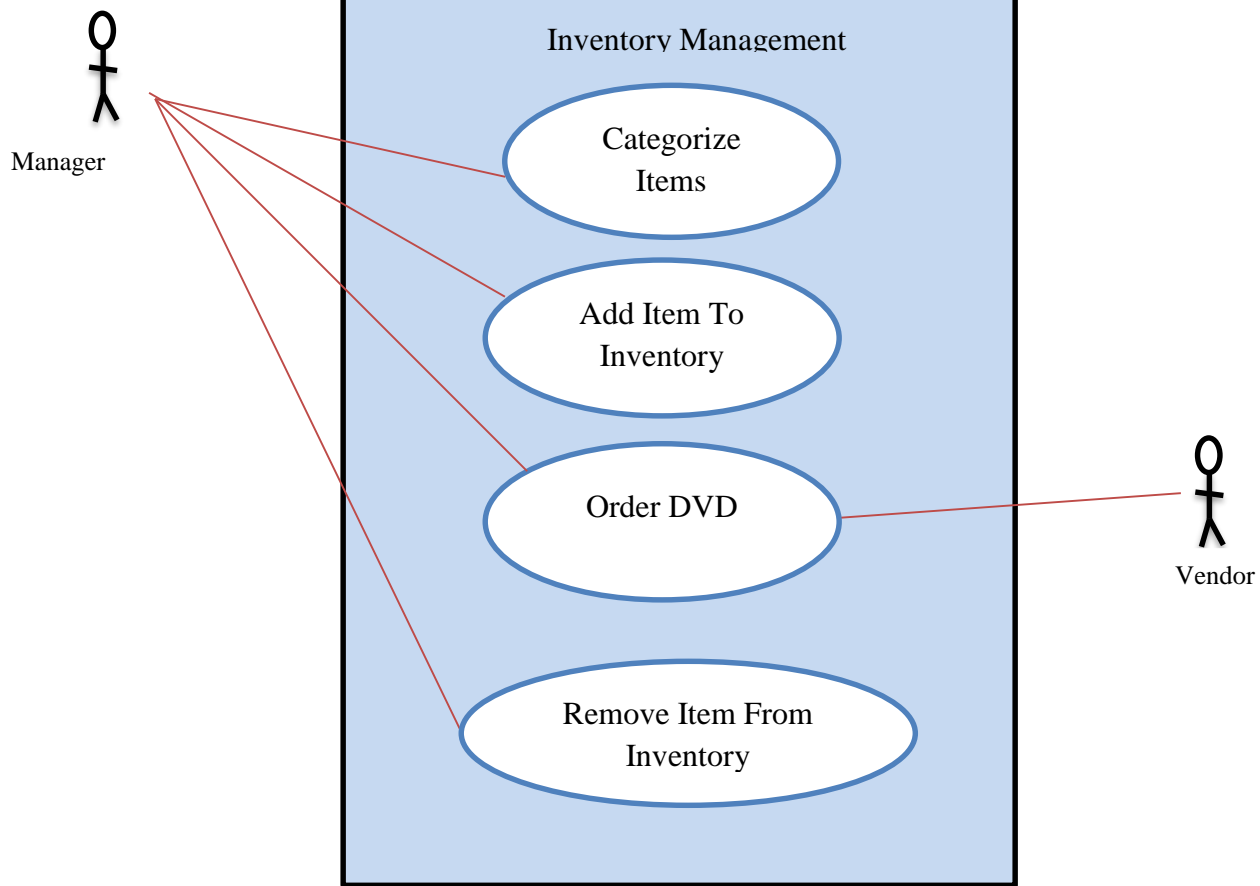 Inventory Management
Manager
Categorize
Items
Add Item To
Inventory
Order DVD
Vendor
Remove Item From
Inventory